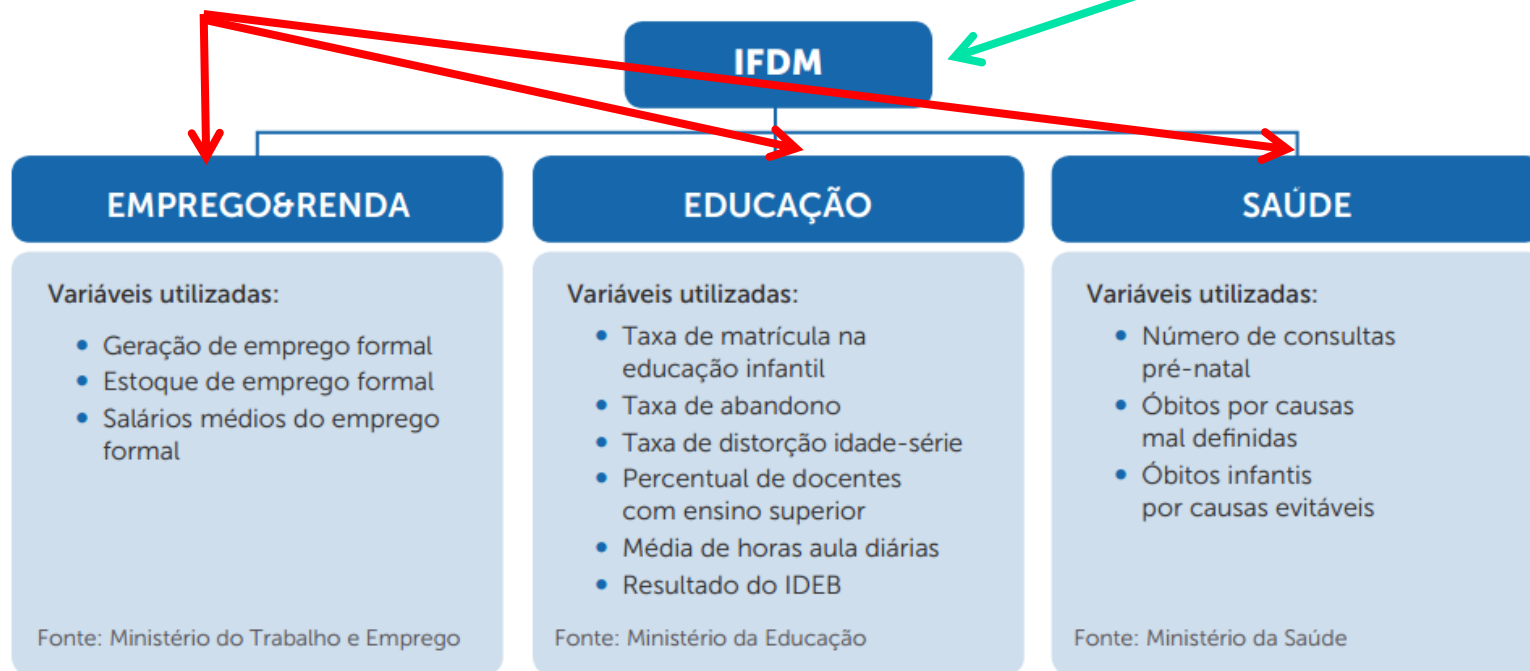 IFDM
EMPREGO&RENDA
Variáveis utilizadas:
• Geração de emprego formal
• Estoque de emprego formal
• Salários médios do emprego
formal
Fonte: Ministério do Trabalho e Emprego
EDUCAÇÃO
Variáveis utilizadas:
• Taxa de matrícula na
educação infantil
• Taxa de abandono
• Taxa de distorção idade-série
• Percentual de docentes
com ensino superior
• Média de horas aula diárias
• Resultado do IDEB
Fonte: Ministério da Educação
SAÚDE
Variáveis utilizadas:
• Número de consultas
pré-natal
• Óbitos por causas
mal definidas
• Óbitos infantis
por causas evitáveis
Fonte: Ministério da Saúde